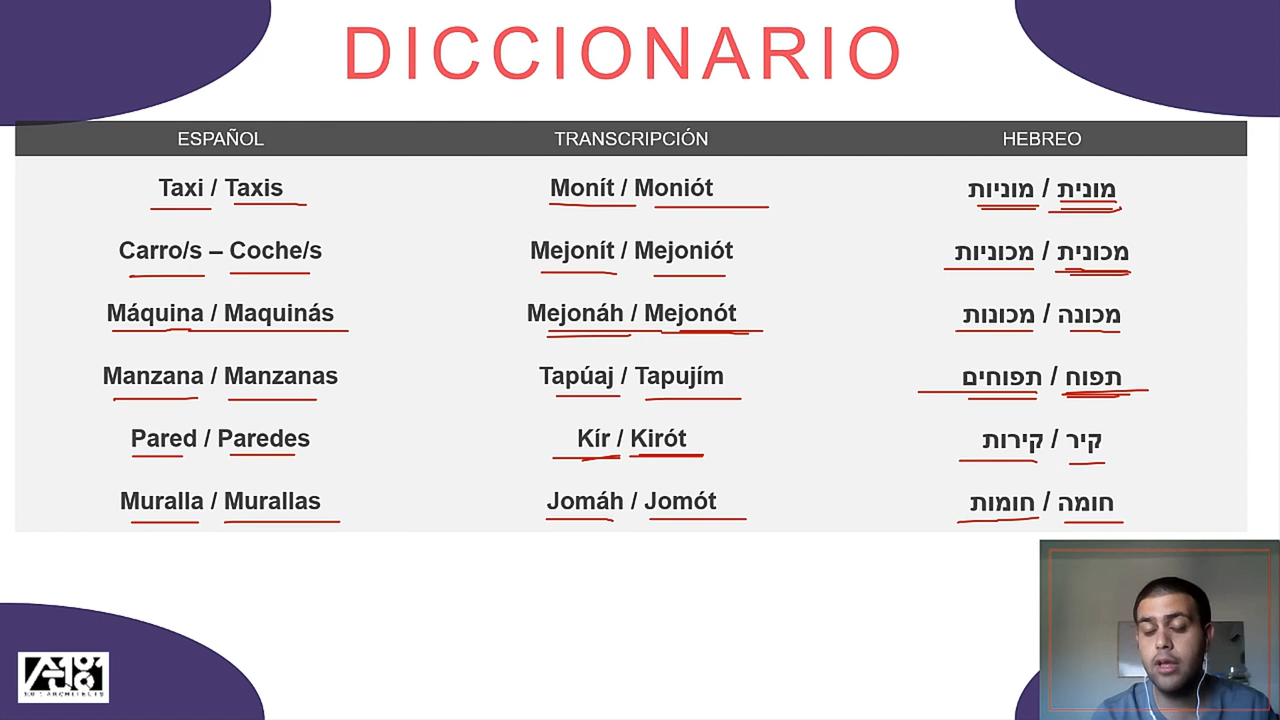 DICCIONARIO
ESPAÑOL TRANSCRIPCIÓN HEBREO
Taxi / Taxis Monít / Moniót מונית / מוניות
Carro/s – Coche/s Mejonít / Mejoniót מכונית / מכוניות
Máquina / Maquinás Mejonáh / Mejonót מכונה / מכונות
Manzana / Manzanas Tapúaj / Tapujím תפוח / תפוחים
Pared / Paredes Kír / Kirót קיר / קירות
Muralla / Murallas Jomáh / Jomót חומה / חומות